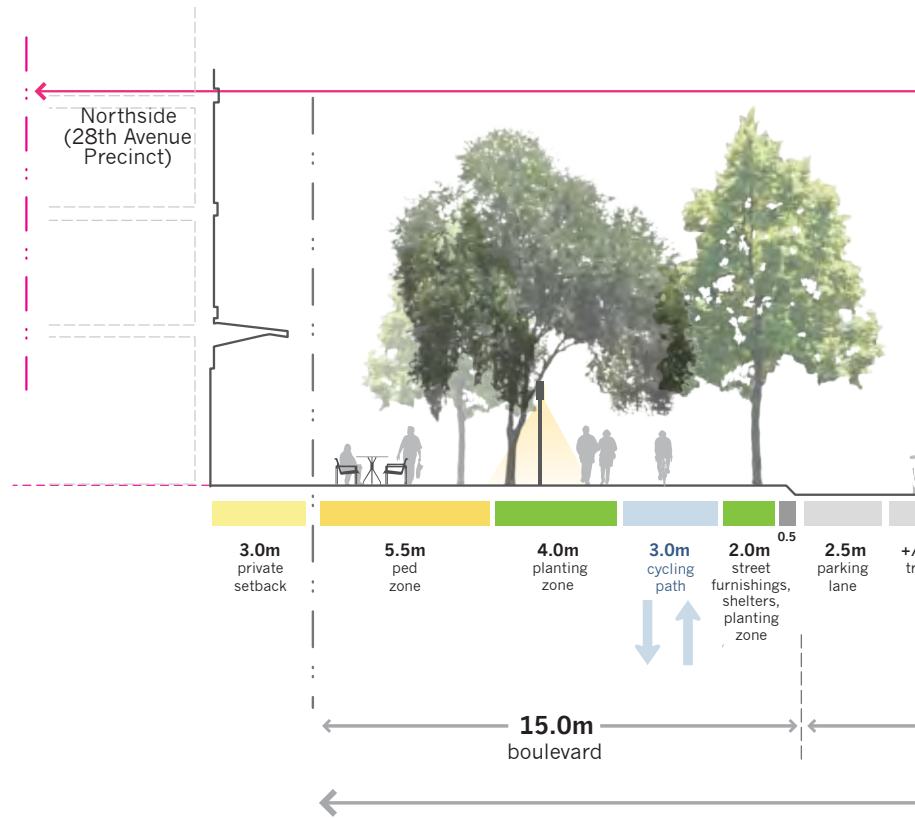 Northside
(28th Avenue
Precinct)
3.0m
private
setback
5.5m
ped
zone
4.0m
planting
zone
3.0m
cycling
path
2.0m
street
furnishings,
shelters,
planting
zone
0.5
2.5m
parking
lane
+/
tr
15.0m
boulevard